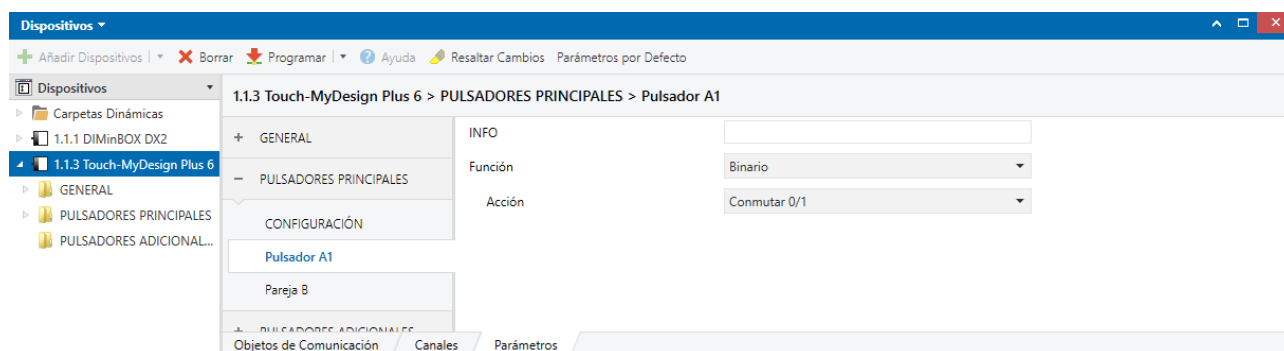 Dispositivos
Añadir Dispositivos Borrar Programar Ayuda Resaltar Cambios Parámetros por Defecto
Dispositivos
Carpetas Dinámicas
1.1.1 DIMinBOX DX2
1.1.3 Touch-MyDesign Plus 6
GENERAL
PULSADORES PRINCIPALES
PULSADORES ADICIONAL...
1.1.3 Touch-MyDesign Plus 6 > PULSADORES PRINCIPALES > Pulsador A1
+ GENERAL
− PULSADORES PRINCIPALES
CONFIGURACIÓN
Pulsador A1
Pareja B
+ PULSADORES ADICIONALES
INFO
Función Binario
Acción Conmutar 0/1
Objetos de Comunicación Canales Parámetros